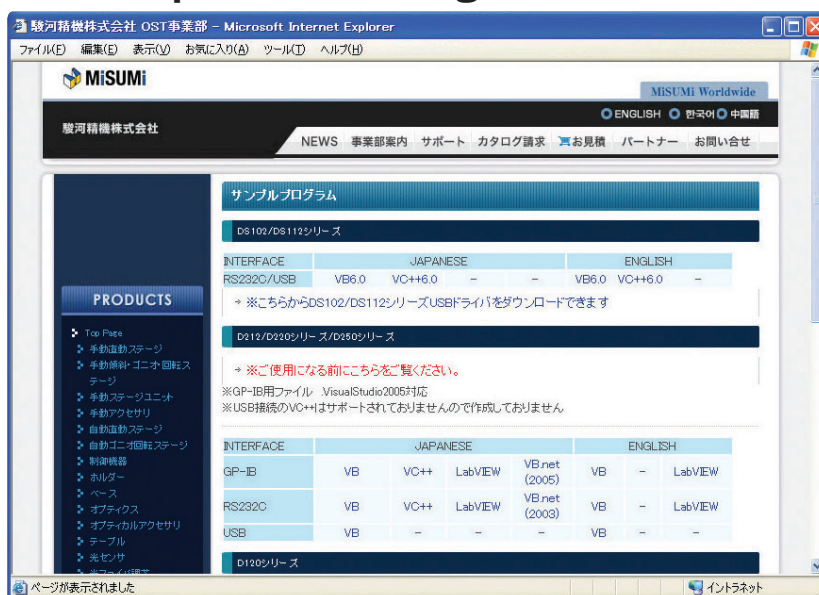 駿河精機株式会社 OST事業部 - Microsoft Internet Explorer
ファイル(F) 編集(E) 表示(V) お気に入り(A) ツール(T) ヘルプ(H)
MiSUMi
MiSUMi Worldwide
ENGLISH 한국어 中国語
駿河精機株式会社
NEWS 事業部案内 サポート カタログ請求 お見積 パートナー お問い合せ
サンプルプログラム
DS102/DS112シリーズ
INTERFACE JAPANESE ENGLISH
RS232C/USB VB6.0 VC++6.0 - - VB6.0 VC++6.0 -
※こちらからDS102/DS112シリーズUSBドライバをダウンロードできます
D212/D220シリーズ/D250シリーズ
※ご使用になる前にこちらをご覧ください。
※GP-IB用ファイル :VisualStudio2005対応
※USB接続のVC++はサポートされておりませんので作成しておりません
INTERFACE JAPANESE ENGLISH
GP-IB VB VC++ LabVIEW VB.net (2005) VB - LabVIEW
RS232C VB VC++ LabVIEW VB.net (2003) VB - LabVIEW
USB VB - - - VB - -
D120シリーズ
PRODUCTS
Top Page
手動直動ステージ
手動傾斜・ゴニオ・回転ス
テージ
手動ステージユニット
手動アクセサリ
自動直動ステージ
自動ゴニオ回転ステージ
制御機器
ホルダー
ベース
オプティクス
オプティカルアクセサリ
テーブル
光センサ
ページが表示されました
イントラネット